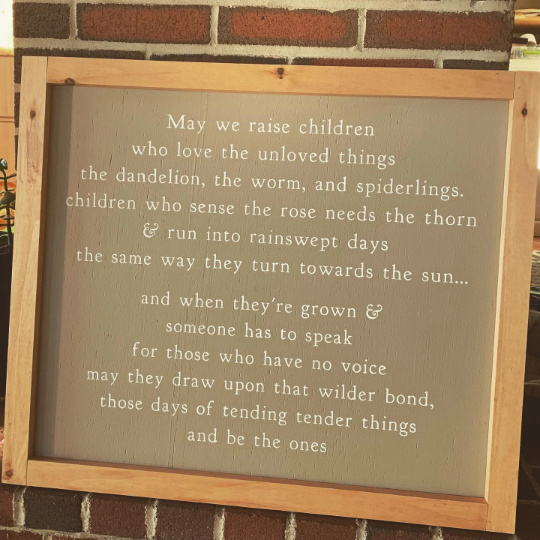 May we raise children
who love the unloved things
the dandelion, the worm, and spiderlings.
children who sense the rose needs the thorn
& run into rainswept days
the same way they turn towards the sun...
and when they're grown &
someone has to speak
for those who have no voice
may they draw upon that wilder bond,
those days of tending tender things
and be the ones